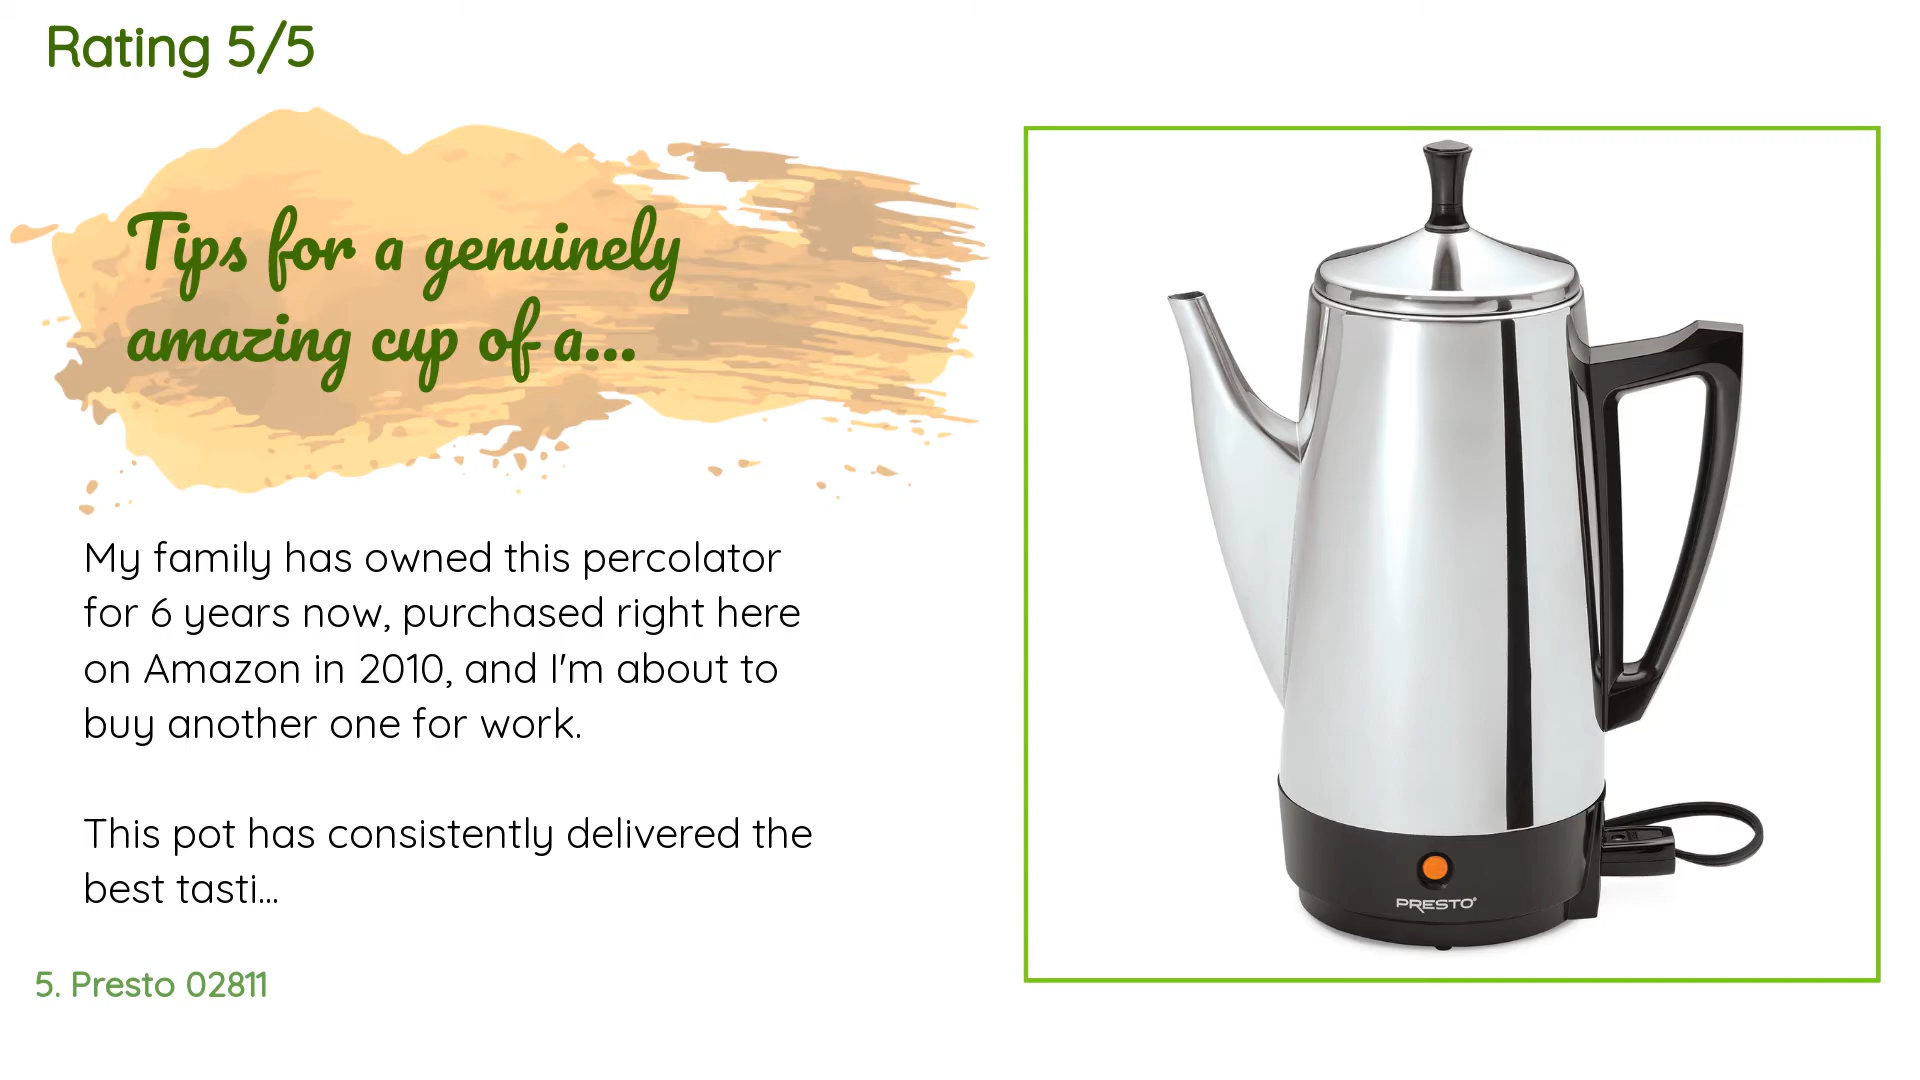 Rating 5/5
Tips for a genuinely
amazing cup of a...
My family has owned this percolator
for 6 years now, purchased right here
on Amazon in 2010, and I'm about to
buy another one for work.
This pot has consistently delivered the
best tasti...
5. Presto 02811
PRESTO®